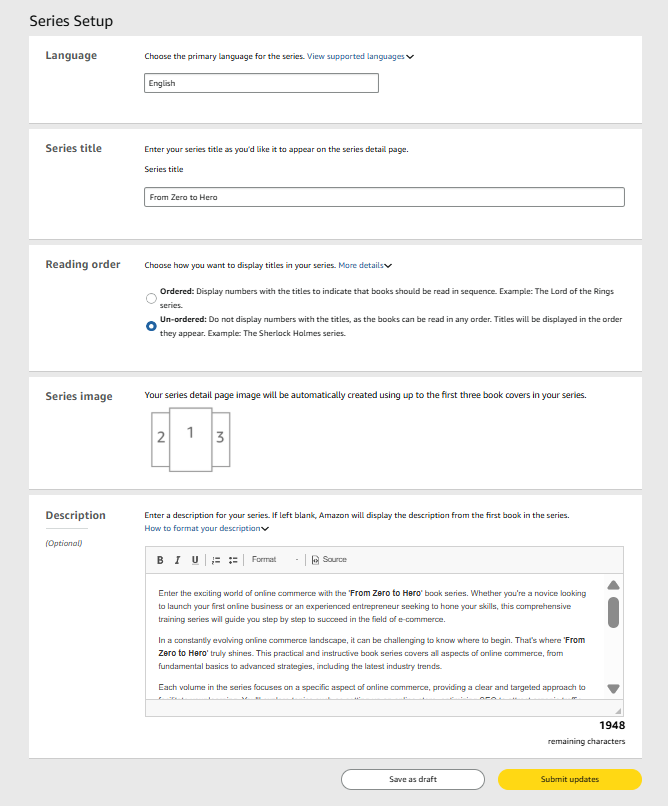 Series Setup
Language
Choose the primary language for the series. View supported languages
English
Series title
Enter your series title as you'd like it to appear on the series detail page.
Series title
From Zero to Hero
Reading order
Choose how you want to display titles in your series. More details
Ordered: Display numbers with the titles to indicate that books should be read in sequence. Example: The Lord of the Rings
series.
Un-ordered: Do not display numbers with the titles, as the books can be read in any order. Titles will be displayed in the order
they appear. Example: The Sherlock Holmes series.
Series image
Your series detail page image will be automatically created using up to the first three book covers in your series.
2 1 3
Description
(Optional)
Enter a description for your series. If left blank, Amazon will display the description from the first book in the series.
How to format your description
B I U Format Source
Enter the exciting world of online commerce with the 'From Zero to Hero' book series. Whether you're a novice looking
to launch your first online business or an experienced entrepreneur seeking to hone your skills, this comprehensive
training series will guide you step by step to succeed in the field of e-commerce.
In a constantly evolving online commerce landscape, it can be challenging to know where to begin. That's where 'From
Zero to Hero' truly shines. This practical and instructive book series covers all aspects of online commerce, from
fundamental basics to advanced strategies, including the latest industry trends.
Each volume in the series focuses on a specific aspect of online commerce, providing a clear and targeted approach to
1948
remaining characters
Save as draft
Submit updates